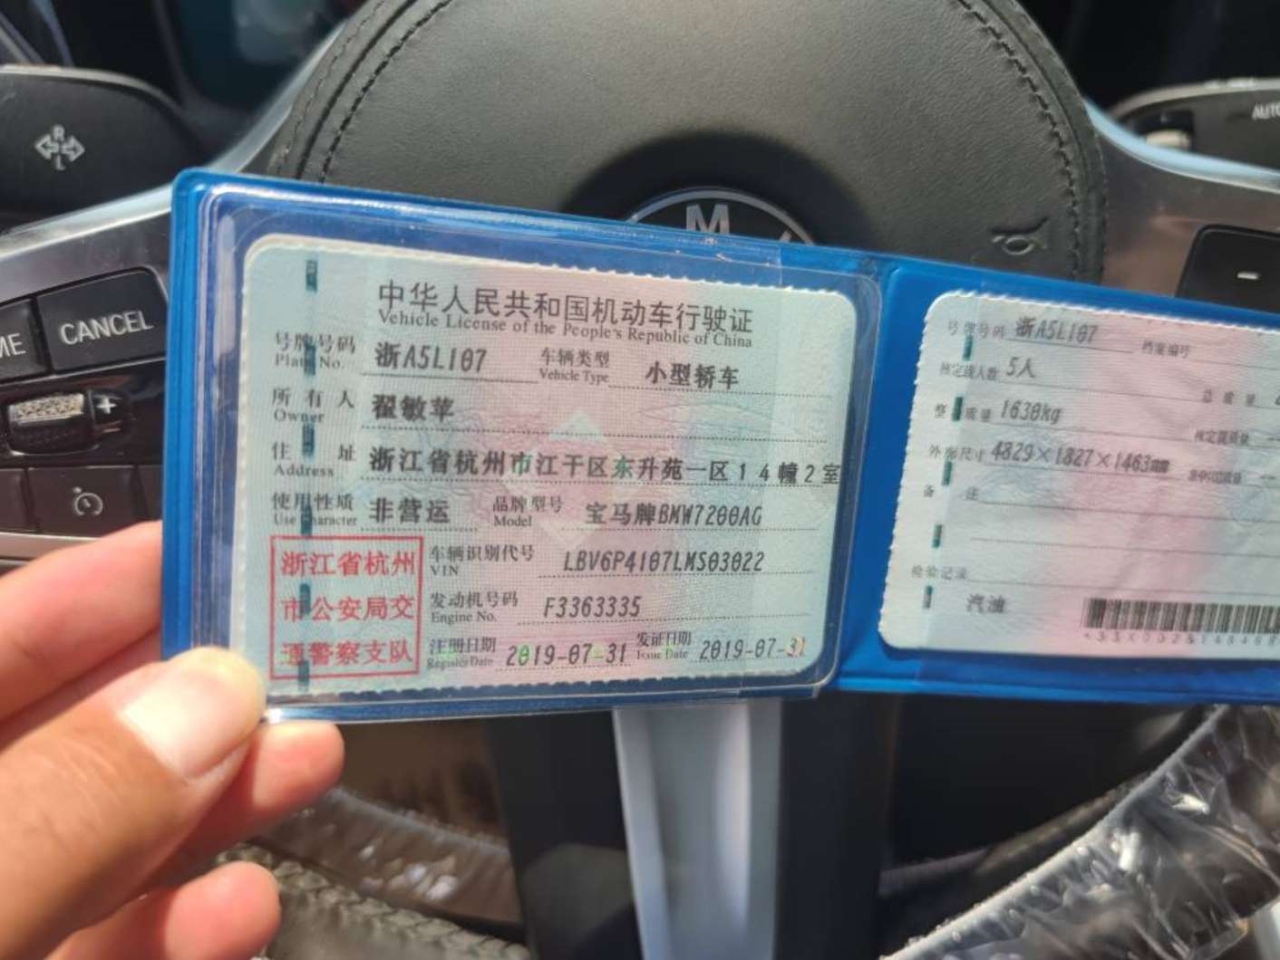 AUTO
M
ME
CANCEL
R
L
+
-
中华人民共和国机动车行驶证
Vehicle License of the People's Republic of China
号牌号码 浙A5L107 车辆类型 小型轿车
Plate No. Vehicle Type
所有人 翟敏苹
Owner
住址 浙江省杭州市江干区东升苑一区14幢2室
Address
使用性质 非营运 品牌型号 宝马牌BMW7200AG
Use Character Model
浙江省杭州
市公安局交
通警察支队
车辆识别代号 LBV6P4107LMS03022
VIN
发动机号码 F3363335
Engine No.
注册日期 2019-07-31 发证日期 2019-07-31
Register Date Issue Date
号牌号码 浙A5L107 档案编号
核定载人数 5人 总质量
整备质量 1630kg 核定载质量 --
外廓尺寸 4829×1827×1463mm --
备注
检验记录
汽油